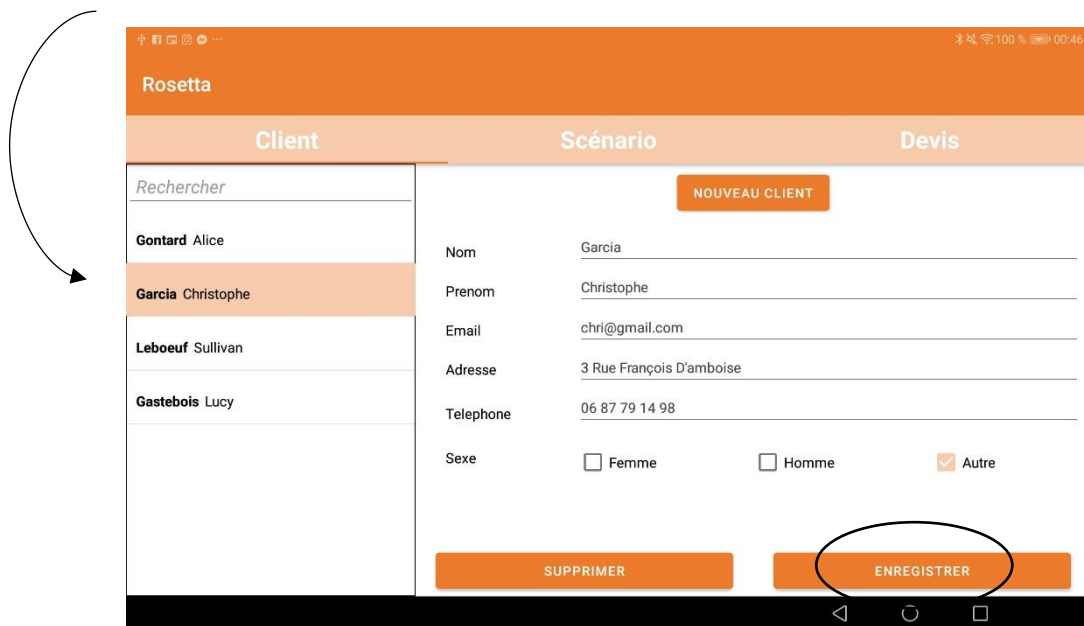 100 % 00:46
Rosetta
Client Scénario Devis
Rechercher
Gontard Alice
Garcia Christophe
Leboeuf Sullivan
Gastebois Lucy
NOUVEAU CLIENT
Nom Garcia
Prenom Christophe
Email chri@gmail.com
Adresse 3 Rue François D'amboise
Telephone 06 87 79 14 98
Sexe Femme Homme Autre
SUPPRIMER ENREGISTRER